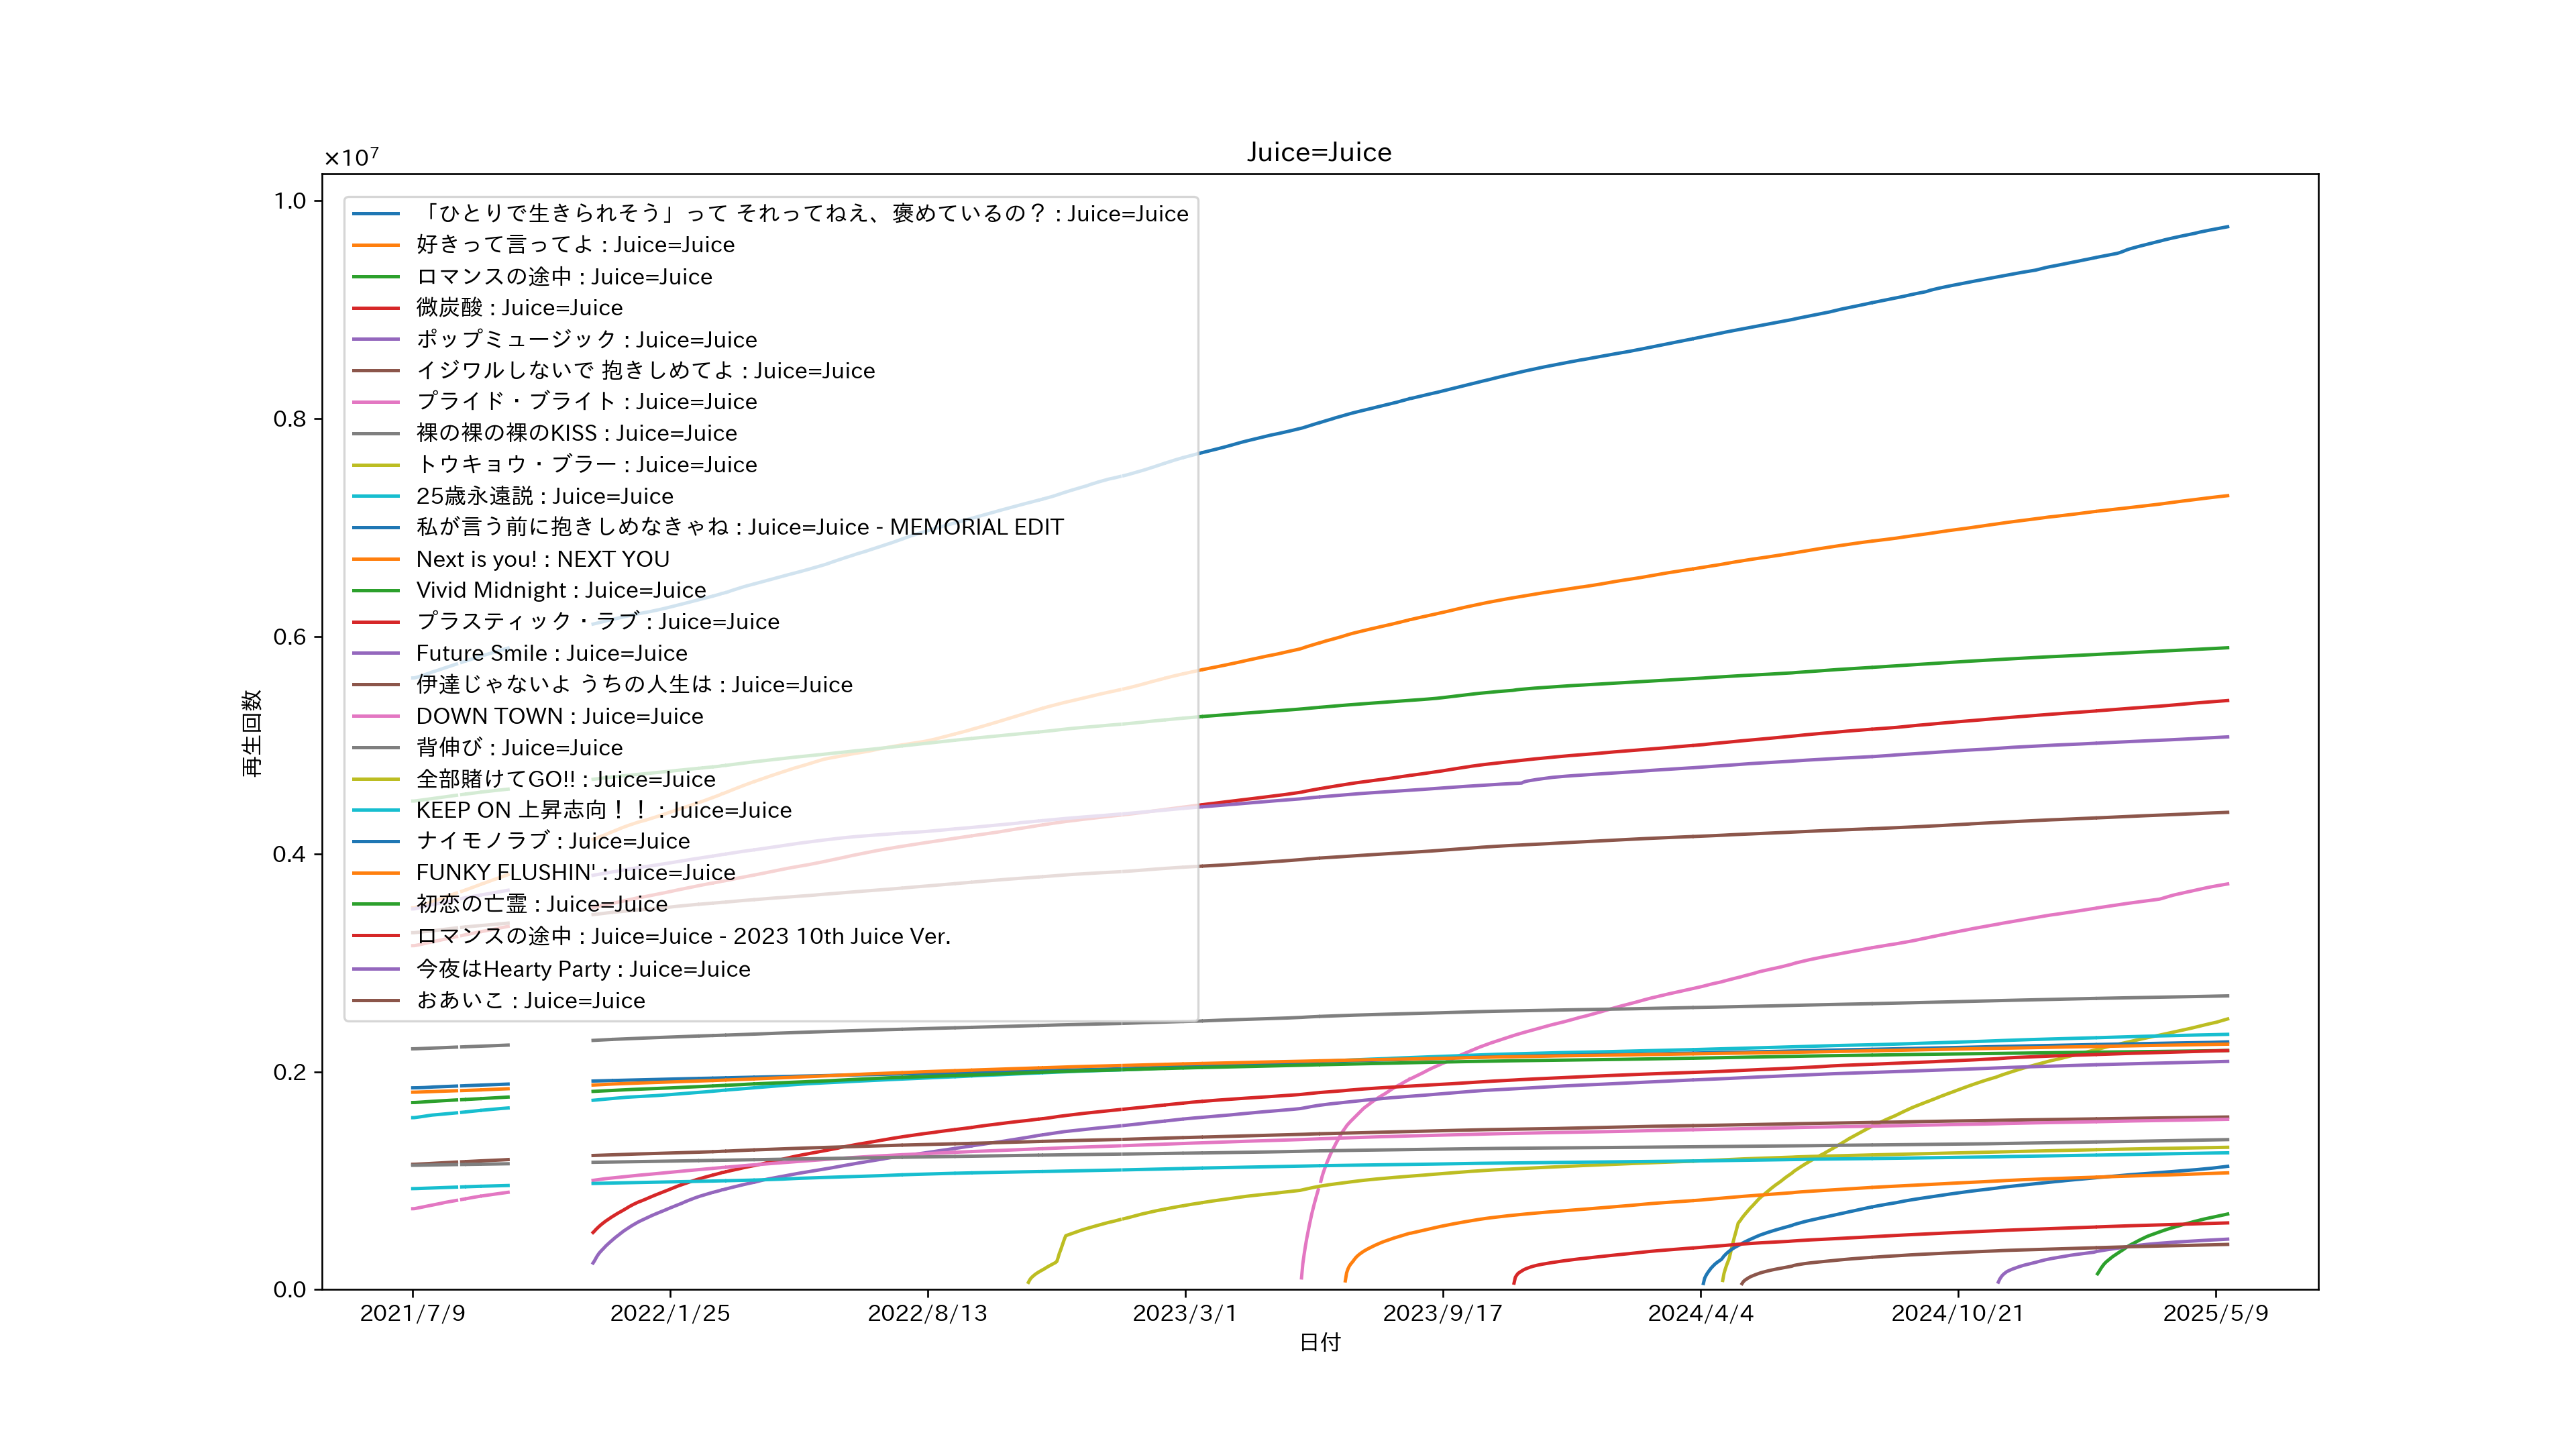 Juice=Juice
×10⁷
1.0
0.8
0.6
0.4
0.2
0.0
再生回数
「ひとりで生きられそう」って それってねえ、褒めているの? : Juice=Juice
好きって言ってよ : Juice=Juice
ロマンスの途中 : Juice=Juice
微炭酸 : Juice=Juice
ポップミュージック : Juice=Juice
イジワルしないで 抱きしめてよ : Juice=Juice
プライド・ブライト : Juice=Juice
裸の裸の裸のKISS : Juice=Juice
トウキョウ・ブラー : Juice=Juice
25歳永遠説 : Juice=Juice
私が言う前に抱きしめなきゃね : Juice=Juice - MEMORIAL EDIT
Next is you! : NEXT YOU
Vivid Midnight : Juice=Juice
プラスティック・ラブ : Juice=Juice
Future Smile : Juice=Juice
伊達じゃないよ うちの人生は : Juice=Juice
DOWN TOWN : Juice=Juice
背伸び : Juice=Juice
全部賭けてGO!! : Juice=Juice
KEEP ON 上昇志向！！ : Juice=Juice
ナイモノラブ : Juice=Juice
FUNKY FLUSHIN' : Juice=Juice
初恋の亡霊 : Juice=Juice
ロマンスの途中 : Juice=Juice - 2023 10th Juice Ver.
今夜はHearty Party : Juice=Juice
おあいこ : Juice=Juice
2021/7/9 2022/1/25 2022/8/13 2023/3/1 2023/9/17 2024/4/4 2024/10/21 2025/5/9
日付